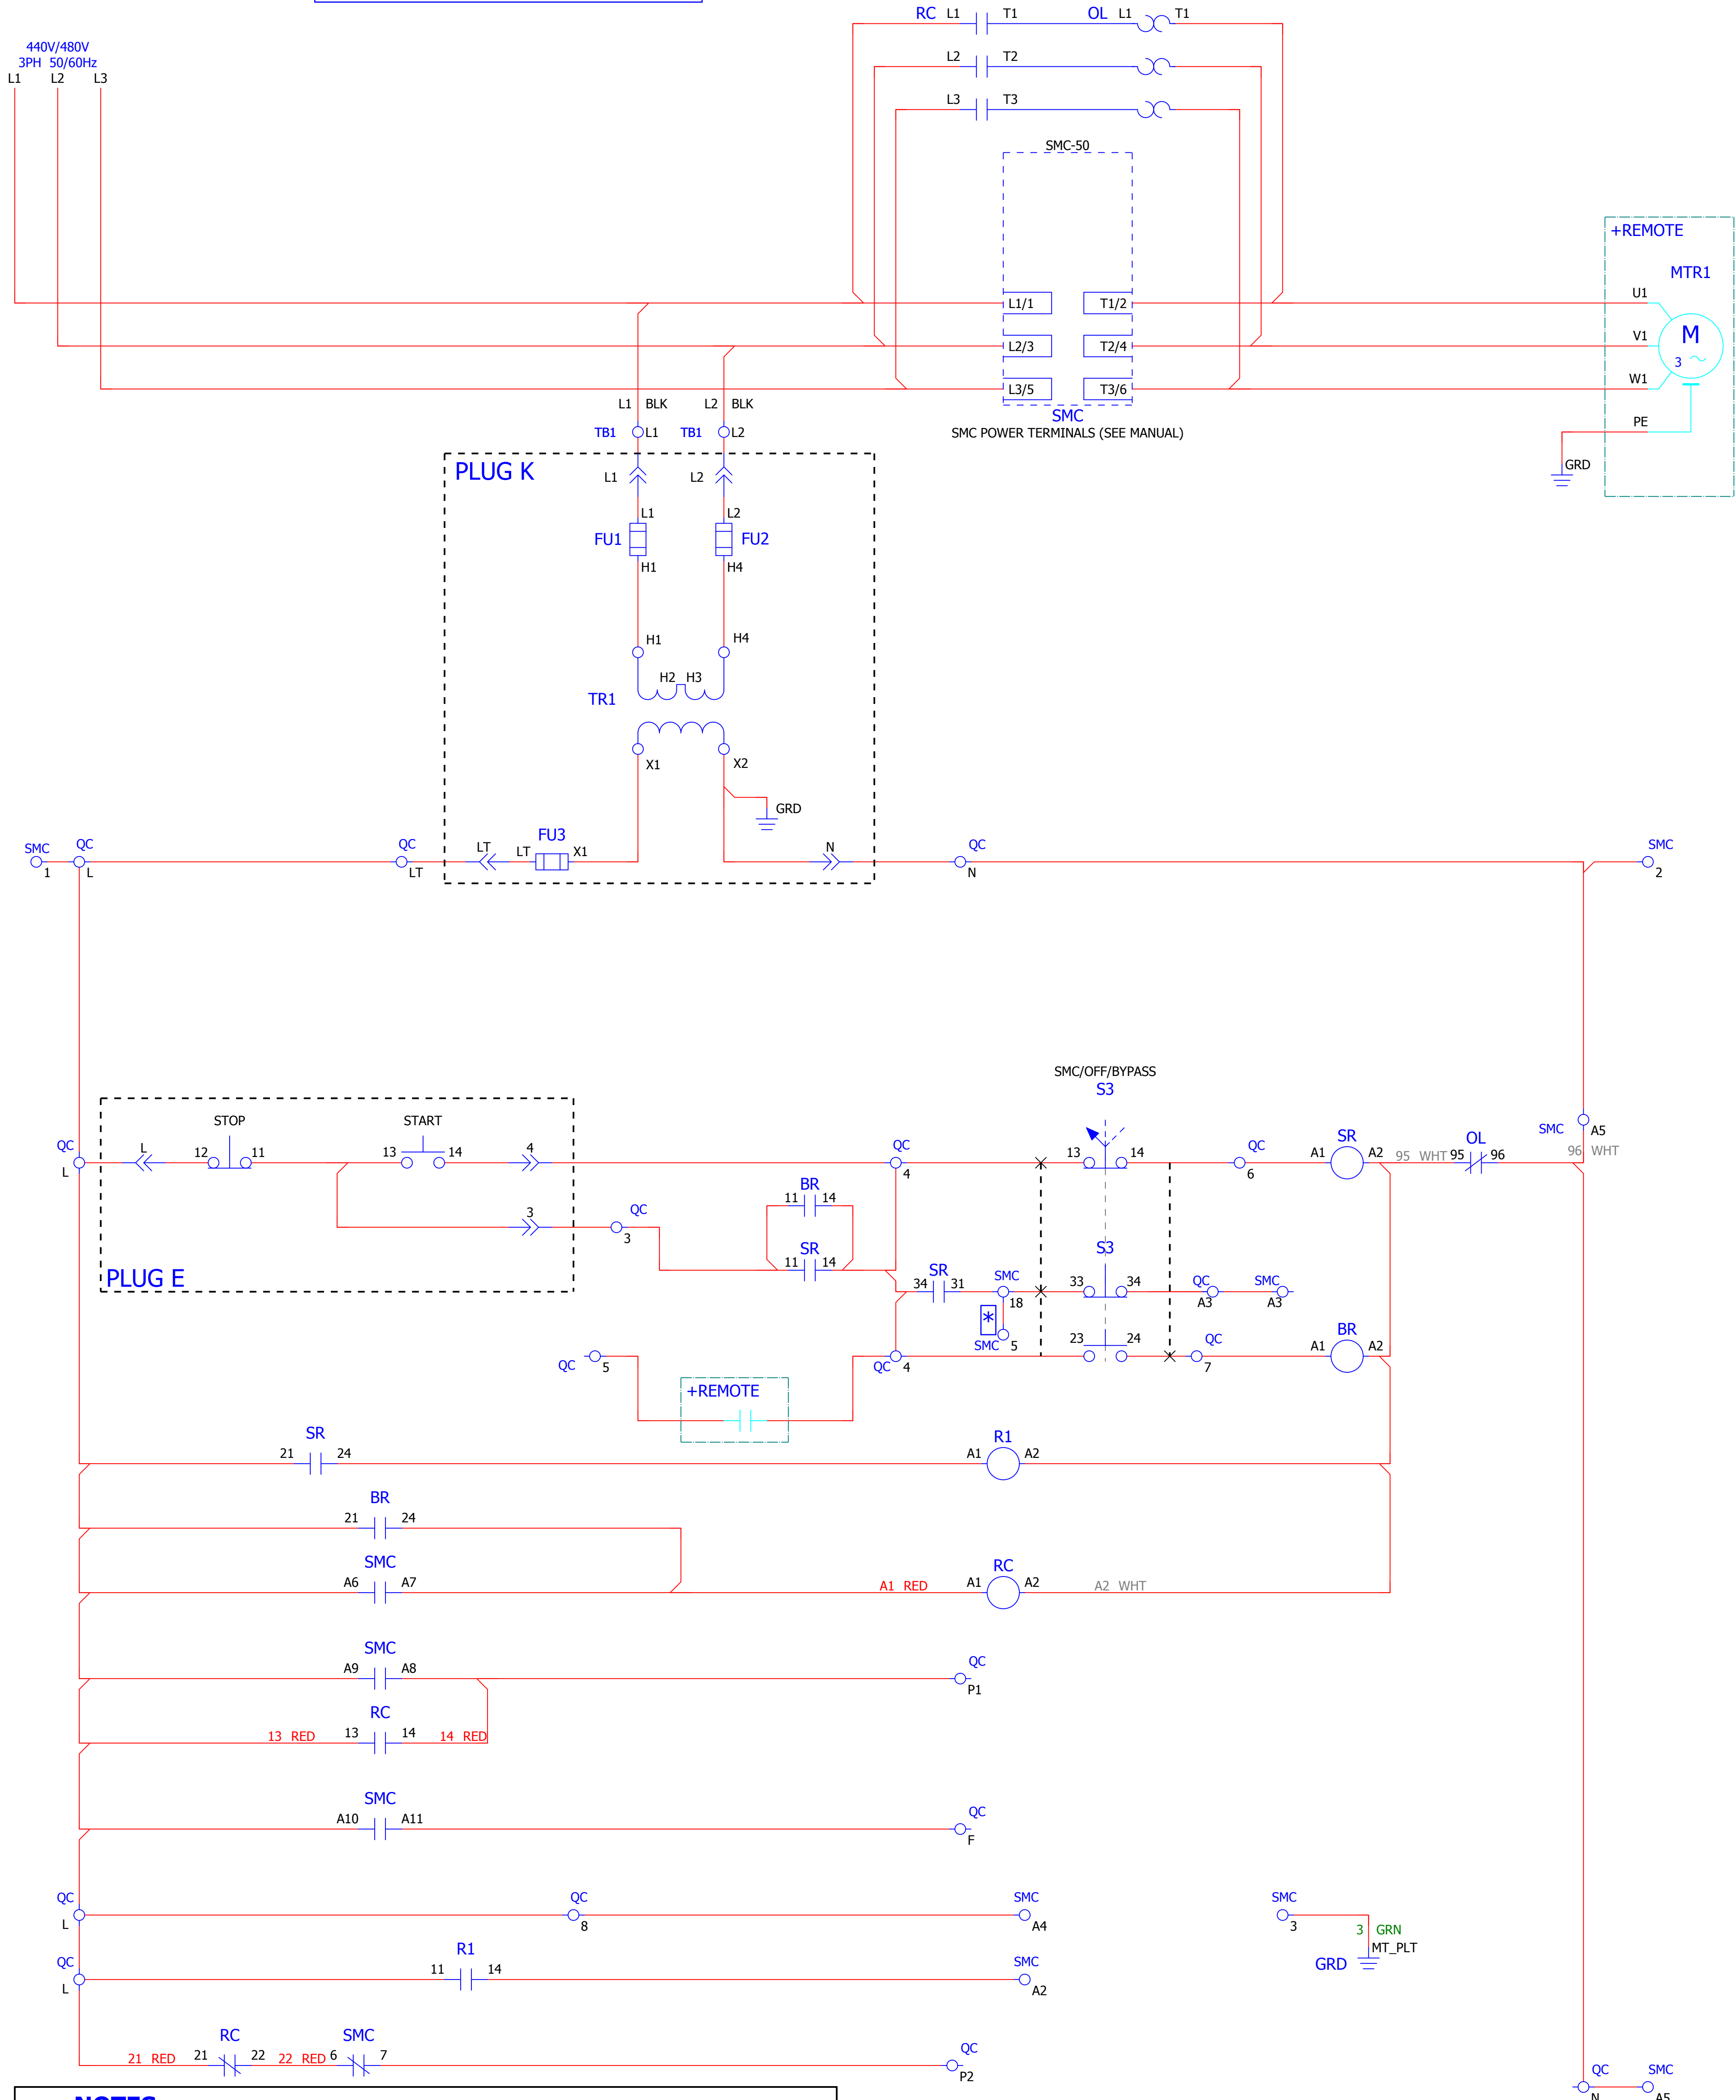 RC L1 T1 OL L1 T1
440V/480V
3PH 50/60Hz
L1 L2 L3
L2 T2
L3 T3
SMC-50
+REMOTE
MTR1
L1/1 T1/2 U1
L2/3 T2/4 V1
M
3
L3/5 T3/6 W1
SMC
SMC POWER TERMINALS (SEE MANUAL)
PE
GRD
L1 BLK L2 BLK
TB1 L1 TB1 L2
PLUG K
L1 L2
L1 L2
FU1 FU2
H1 H4
H1 H4
H2 H3
TR1
X1 X2
GRD
SMC QC QC LT LT FU3 X1 N QC SMC
1 L LT N 2
SMC/OFF/BYPASS
S3
STOP START
QC L 12 11 13 14 4 QC 13 14 QC SR A1 A2 95 WHT 95 OL 96 SMC A5
96 WHT
L 4 6
BR
11 14
3 QC
3
SR
11 14
S3
PLUG E
SR
34 31 SMC 33 34 QC SMC
18 A3 A3
*
SMC 5
23 24 QC BR A1 A2
QC 5 QC 4 7
+REMOTE
SR
21 24 R1 A1 A2
BR
21 24
SMC
A6 A7 A1 RED RC A1 A2 A2 WHT
SMC
A9 A8 QC
P1
RC
13 RED 13 14 14 RED
SMC
A10 A11 QC
F
QC QC SMC SMC
L 8 A4 3
3 GRN
MT_PLT
GRD
QC R1 SMC
11 14
L A2
RC SMC
21 RED 21 22 22 RED 6 7 QC
P2
QC SMC
N A5
NOTES